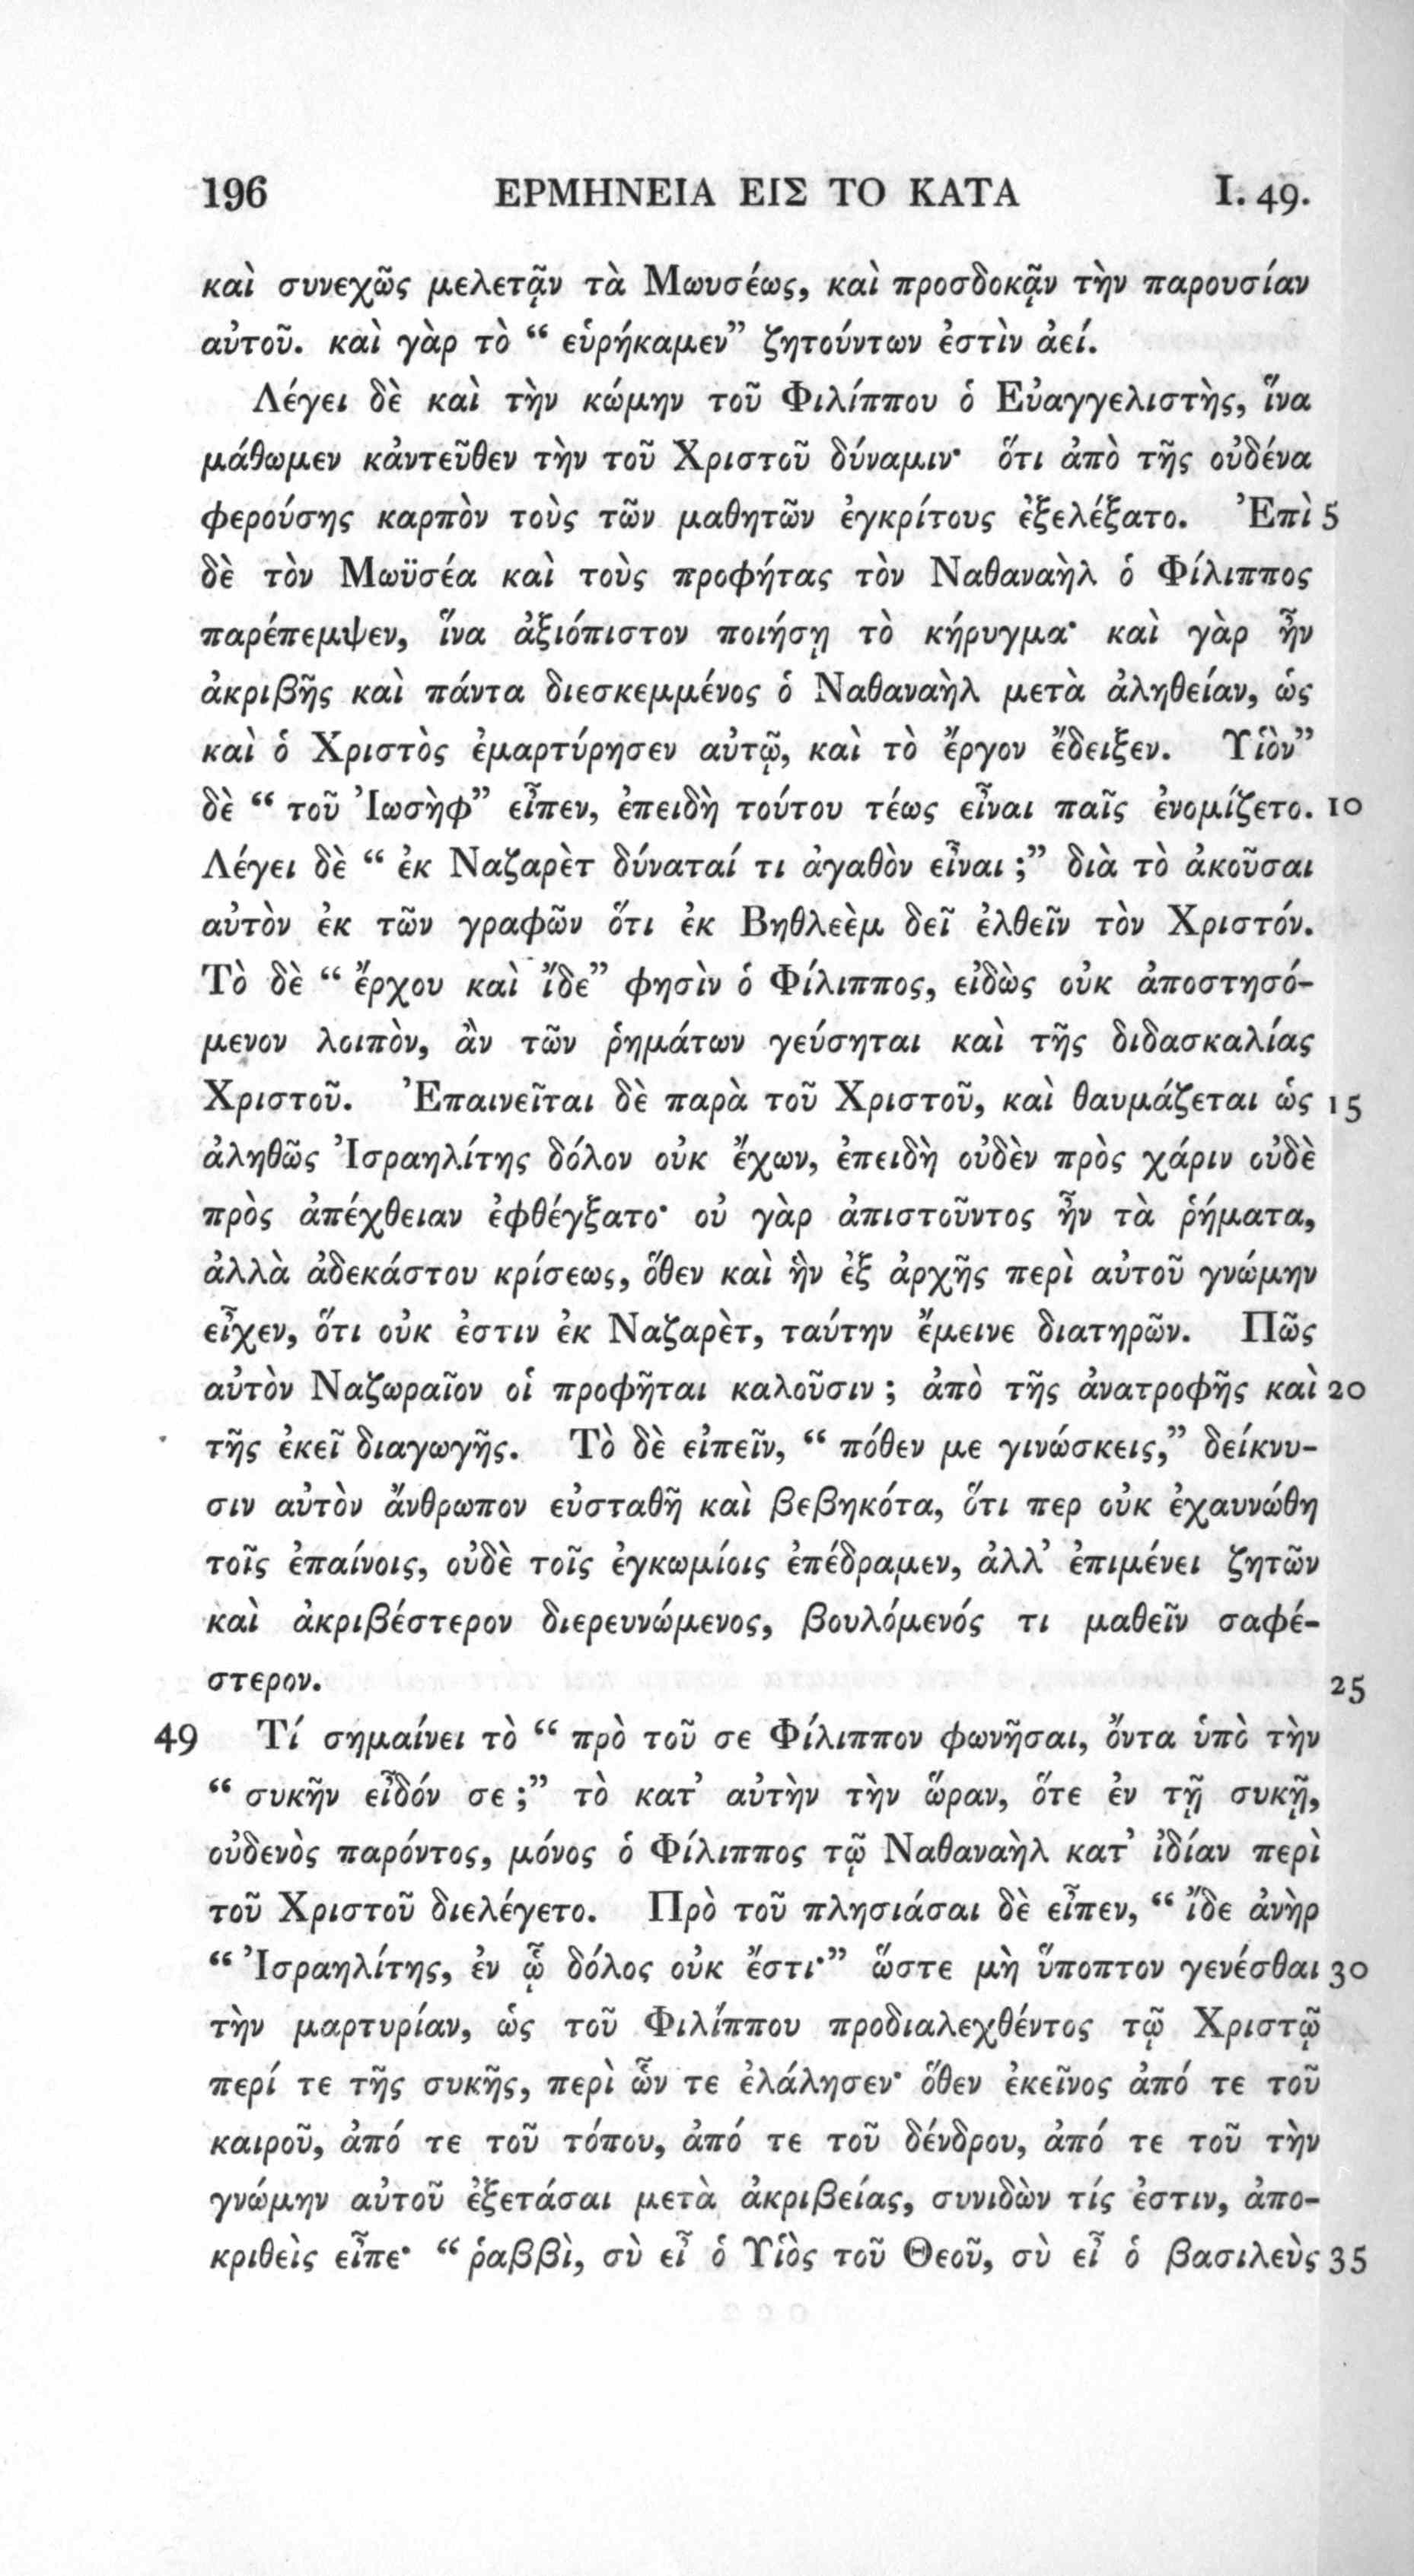 196 ΕΡΜΗΝΕΙΑ ΕΙΣ ΤΟ ΚΑΤΑ I. 49.
καὶ συνεχῶς μελετᾷν τὰ Μωυσέως, καὶ προσδοκᾷν τὴν παρουσίαν
αὐτοῦ. καὶ γὰρ τὸ “ εὑρήκαμεν” ζητούντων ἐστὶν ἀεί.
Λέγει δὲ καὶ τὴν κώμην τοῦ Φιλίππου ὁ Εὐαγγελιστὴς, ἵνα
μάθωμεν κἀντεῦθεν τὴν τοῦ Χριστοῦ δύναμιν· ὅτι ἀπὸ τῆς οὐδένα
φερούσης καρπὸν τοὺς τῶν μαθητῶν ἐγκρίτους ἐξελέξατο. Ἐπὶ 5
δὲ τὸν Μωϋσέα καὶ τοὺς προφήτας τὸν Ναθαναὴλ ὁ Φίλιππος
παρέπεμψεν, ἵνα ἀξιόπιστον ποιήσῃ τὸ κήρυγμα· καὶ γὰρ ἦν
ἀκριβῆς καὶ πάντα διεσκεμμένος ὁ Ναθαναὴλ μετὰ ἀληθείαν, ὡς
καὶ ὁ Χριστὸς ἐμαρτύρησεν αὐτῷ, καὶ τὸ ἔργον ἔδειξεν. Υἱὸν”
δὲ “ τοῦ Ἰωσὴφ” εἶπεν, ἐπειδὴ τούτου τέως εἶναι παῖς ἐνομίζετο. 10
Λέγει δὲ “ ἐκ Ναζαρὲτ δύναταί τι ἀγαθὸν εἶναι ;” διὰ τὸ ἀκοῦσαι
αὐτὸν ἐκ τῶν γραφῶν ὅτι ἐκ Βηθλεὲμ δεῖ ἐλθεῖν τὸν Χριστόν.
Τὸ δὲ “ ἔρχου καὶ ἴδε” φησὶν ὁ Φίλιππος, εἰδὼς οὐκ ἀποστησό-
μενον λοιπὸν, ἂν τῶν ῥημάτων γεύσηται καὶ τῆς διδασκαλίας
Χριστοῦ. Ἐπαινεῖται δὲ παρὰ τοῦ Χριστοῦ, καὶ θαυμάζεται ὡς 15
ἀληθῶς Ἰσραηλίτης δόλον οὐκ ἔχων, ἐπειδὴ οὐδὲν πρὸς χάριν οὐδὲ
πρὸς ἀπέχθειαν ἐφθέγξατο· οὐ γὰρ ἀπιστοῦντος ἦν τὰ ῥήματα,
ἀλλὰ ἀδεκάστου κρίσεως, ὅθεν καὶ ἣν ἐξ ἀρχῆς περὶ αὐτοῦ γνώμην
εἶχεν, ὅτι οὐκ ἐστιν ἐκ Ναζαρὲτ, ταύτην ἔμεινε διατηρῶν. Πῶς
αὐτὸν Ναζωραῖον οἱ προφῆται καλοῦσιν ; ἀπὸ τῆς ἀνατροφῆς καὶ 20
τῆς ἐκεῖ διαγωγῆς. Τὸ δὲ εἰπεῖν, “ πόθεν με γινώσκεις,” δείκνυ-
σιν αὐτὸν ἄνθρωπον εὐσταθῆ καὶ βεβηκότα, ὅτι περ οὐκ ἐχαυνώθη
τοῖς ἐπαίνοις, οὐδὲ τοῖς ἐγκωμίοις ἐπέδραμεν, ἀλλ’ ἐπιμένει ζητῶν
καὶ ἀκριβέστερον διερευνώμενος, βουλόμενός τι μαθεῖν σαφέ-
στερον. 25
49 Τί σημαίνει τὸ “ πρὸ τοῦ σε Φίλιππον φωνῆσαι, ὄντα ὑπὸ τὴν
“ συκῆν εἶδόν σε ;” τὸ κατ’ αὐτὴν τὴν ὥραν, ὅτε ἐν τῇ συκῇ,
οὐδενὸς παρόντος, μόνος ὁ Φίλιππος τῷ Ναθαναὴλ κατ’ ἰδίαν περὶ
τοῦ Χριστοῦ διελέγετο. Πρὸ τοῦ πλησιάσαι δὲ εἶπεν, “ ἴδε ἀνὴρ
“ Ἰσραηλίτης, ἐν ᾧ δόλος οὐκ ἔστι·” ὥστε μὴ ὕποπτον γενέσθαι 30
τὴν μαρτυρίαν, ὡς τοῦ Φιλίππου προδιαλεχθέντος τῷ Χριστῷ
περί τε τῆς συκῆς, περὶ ὧν τε ἐλάλησεν· ὅθεν ἐκεῖνος ἀπό τε τοῦ
καιροῦ, ἀπό τε τοῦ τόπου, ἀπό τε τοῦ δένδρου, ἀπό τε τοῦ τὴν
γνώμην αὐτοῦ ἐξετάσαι μετὰ ἀκριβείας, συνιδὼν τίς ἐστιν, ἀπο-
κριθεὶς εἶπε· “ ῥαββὶ, σὺ εἶ ὁ Υἱὸς τοῦ Θεοῦ, σὺ εἶ ὁ βασιλεὺς 35